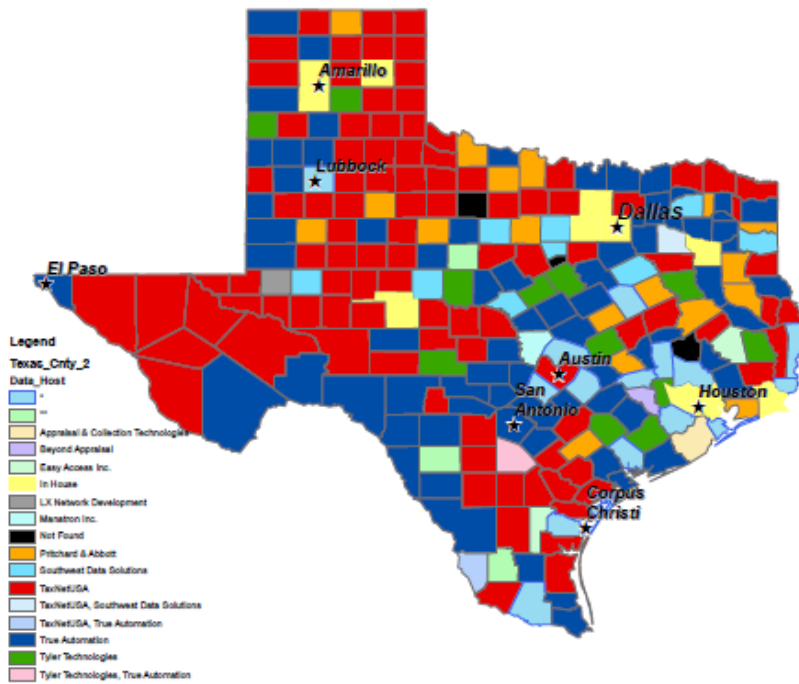 Amarillo
Lubbock
Dallas
El Paso
Austin
San
Antonio
Houston
Corpus
Christi
Legend
Texas_Cnty_2
Data_Host
*
**
Appraisal & Collection Technologies
Beyond Appraisal
Easy Access Inc.
In House
LX Network Development
Manatron Inc.
Not Found
Pritchard & Abbott
Southwest Data Solutions
TaxNetUSA
TaxNetUSA, Southwest Data Solutions
TaxNetUSA, True Automation
True Automation
Tyler Technologies
Tyler Technologies, True Automation